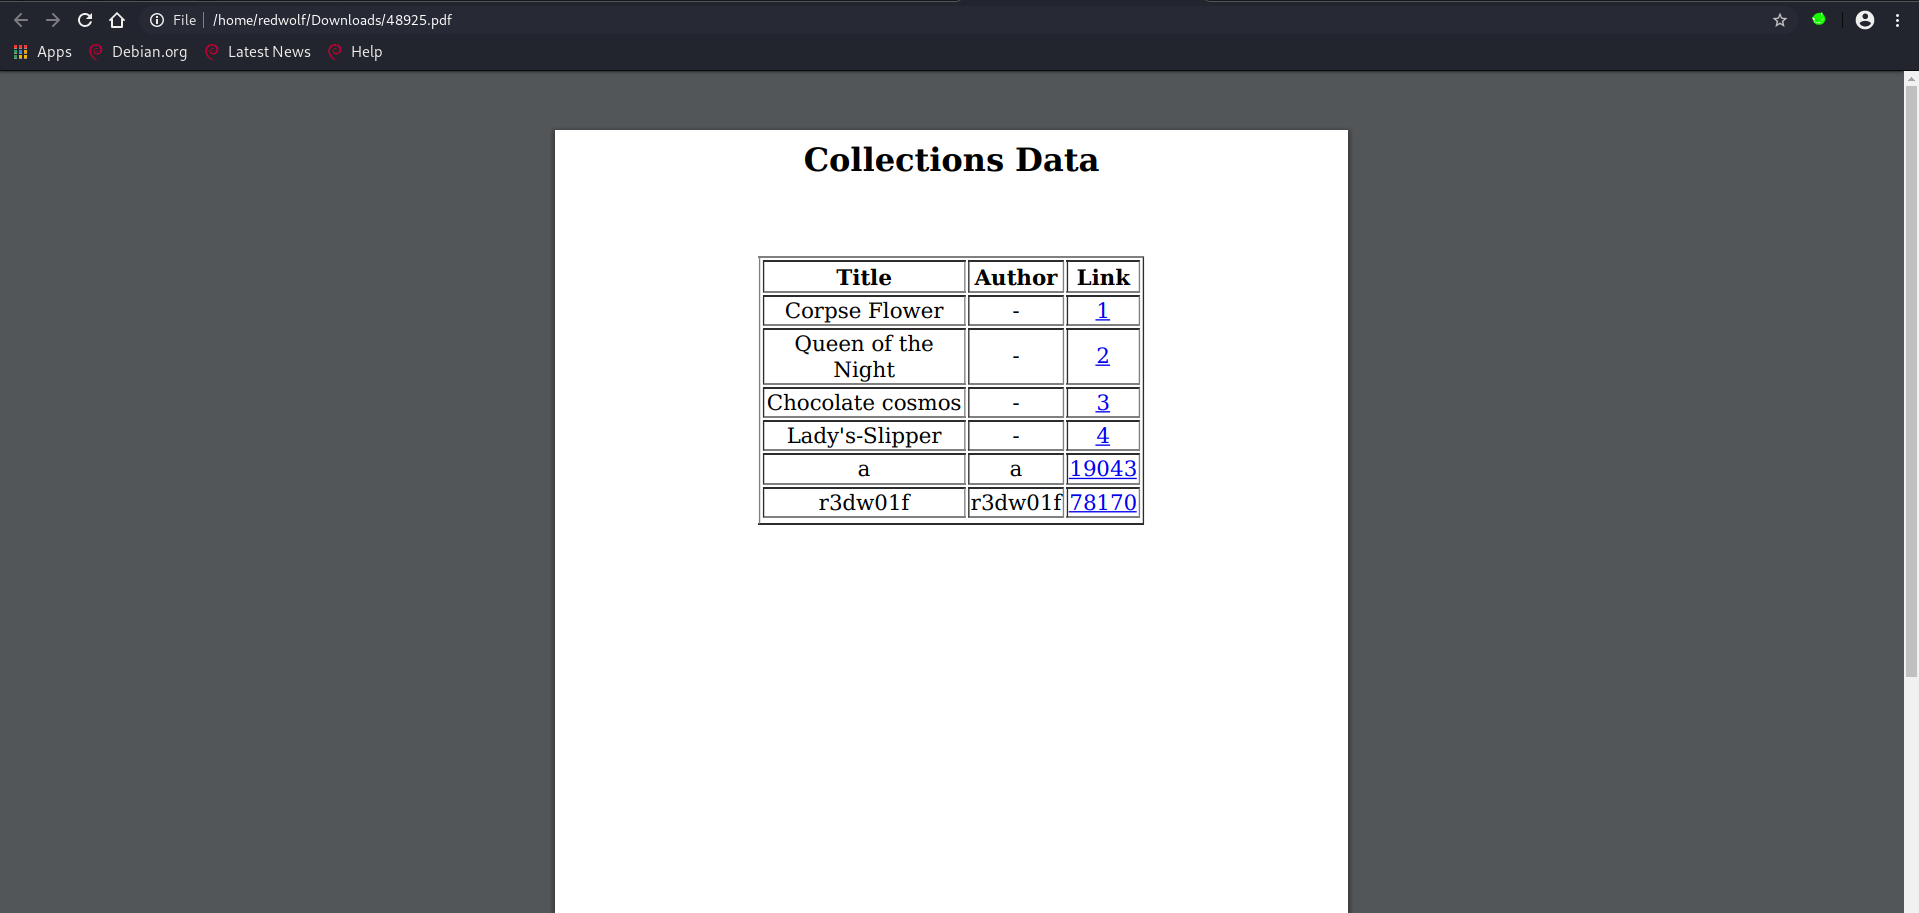 File /home/redwolf/Downloads/48925.pdf
Apps Debian.org Latest News Help
Collections Data
Title Author Link
Corpse Flower - 1
Queen of the
Night - 2
Chocolate cosmos - 3
Lady's-Slipper - 4
a a 19043
r3dw01f r3dw01f 78170